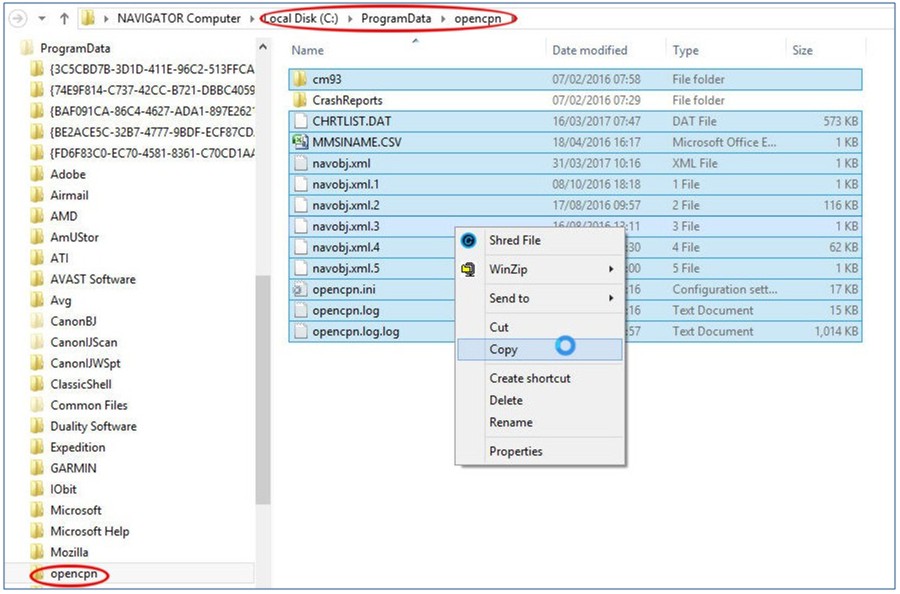 NAVIGATOR Computer Local Disk (C:) ProgramData opencpn
ProgramData
{3C5CBD7B-3D1D-411E-96C2-513FFCA
{74E9F814-C737-42CC-B721-DBBC4059
{BAF091CA-86C4-4627-ADA1-897E2627
{BE2ACE5C-32B7-4777-9BDF-ECF87CD
{FD6F83C0-EC70-4581-8361-C70CD1AA
Adobe
Airmail
AMD
AmUStor
ATI
AVAST Software
Avg
CanonBJ
CanonIJScan
CanonIJWSpt
ClassicShell
Common Files
Duality Software
Expedition
GARMIN
IObit
Microsoft
Microsoft Help
Mozilla
opencpn
Name Date modified Type Size
cm93 07/02/2016 07:58 File folder
CrashReports 07/02/2016 07:29 File folder
CHRTLIST.DAT 16/03/2017 07:47 DAT File 573 KB
MMSINAME.CSV 18/04/2016 16:17 Microsoft Office E... 1 KB
navobj.xml 31/03/2017 10:16 XML File 1 KB
navobj.xml.1 08/10/2016 18:18 1 File 1 KB
navobj.xml.2 17/08/2016 09:57 2 File 116 KB
navobj.xml.3 16/08/2016 13:11 3 File 1 KB
navobj.xml.4 :30 4 File 62 KB
navobj.xml.5 :00 5 File 1 KB
opencpn.ini :16 Configuration sett... 17 KB
opencpn.log :16 Text Document 15 KB
opencpn.log.log :57 Text Document 1,014 KB
Shred File
WinZip
Send to
Cut
Copy
Create shortcut
Delete
Rename
Properties